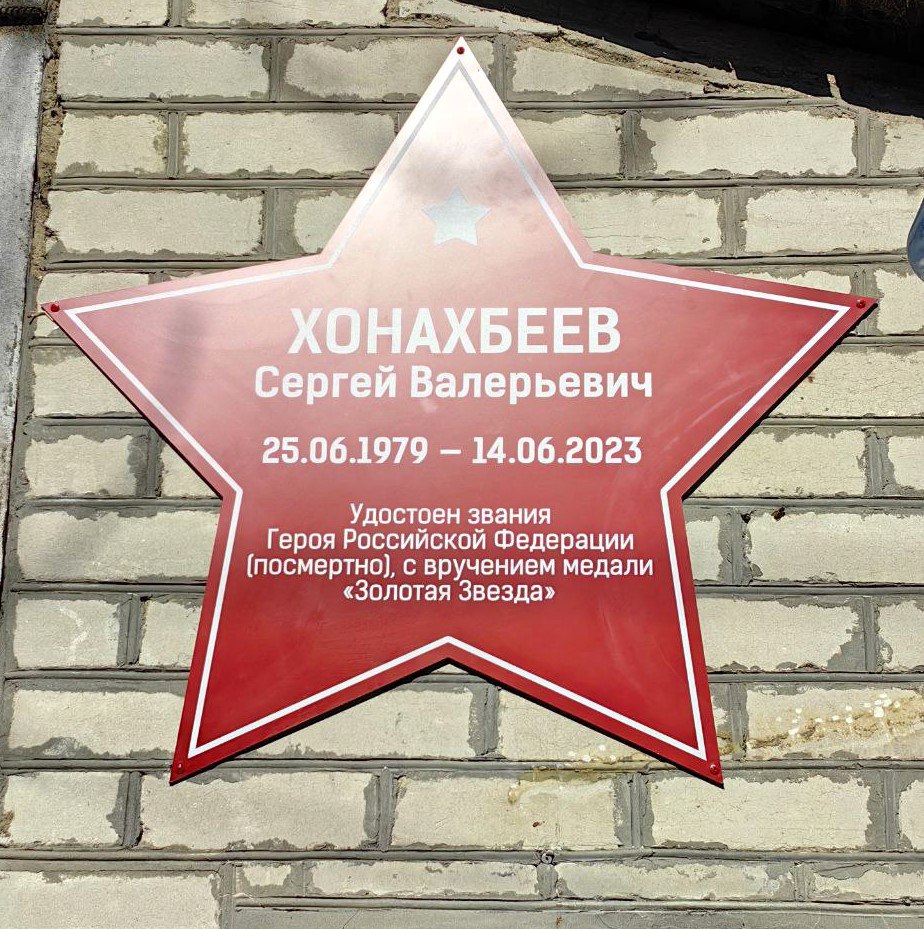 ХОНАХБЕЕВ
Сергей Валерьевич
25.06.1979 – 14.06.2023
Удостоен звания
Героя Российской Федерации
(посмертно), с вручением медали
«Золотая Звезда»